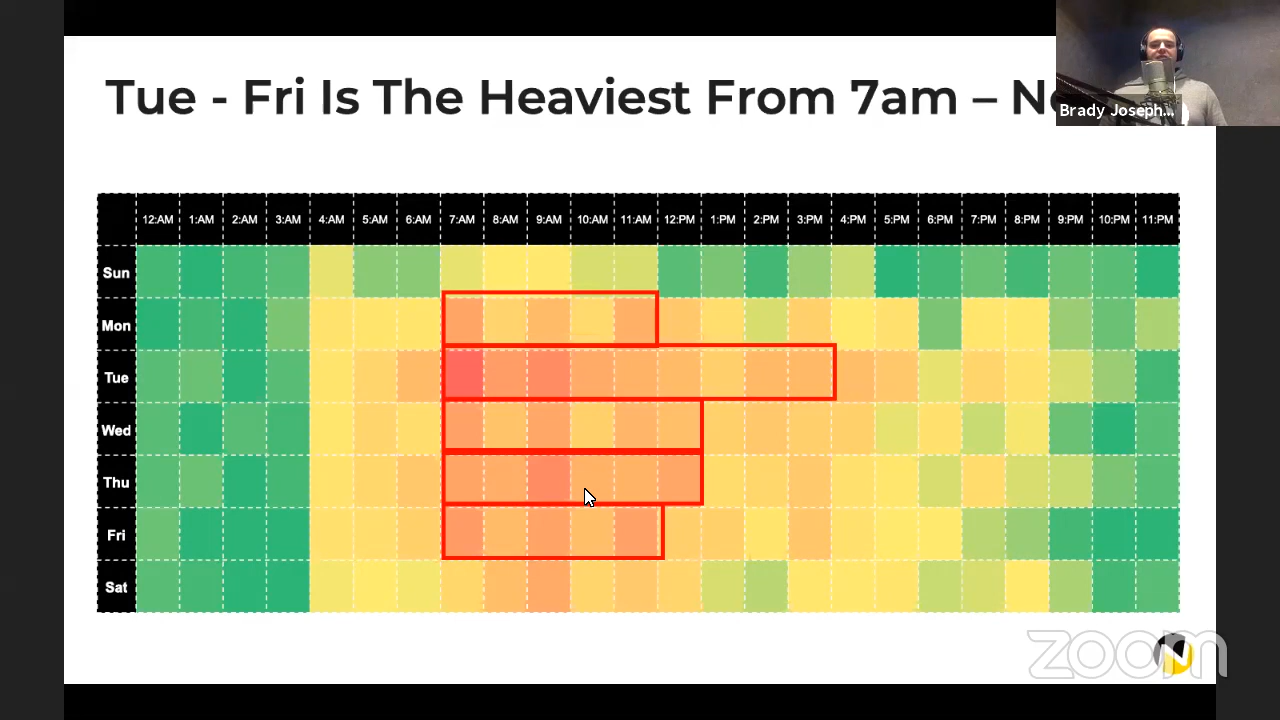 Tue - Fri Is The Heaviest From 7am –
Brady Joseph...
12:AM 1:AM 2:AM 3:AM 4:AM 5:AM 6:AM 7:AM 8:AM 9:AM 10:AM 11:AM 12:PM 1:PM 2:PM 3:PM 4:PM 5:PM 6:PM 7:PM 8:PM 9:PM 10:PM 11:PM
Sun
Mon
Tue
Wed
Thu
Fri
Sat
zoom